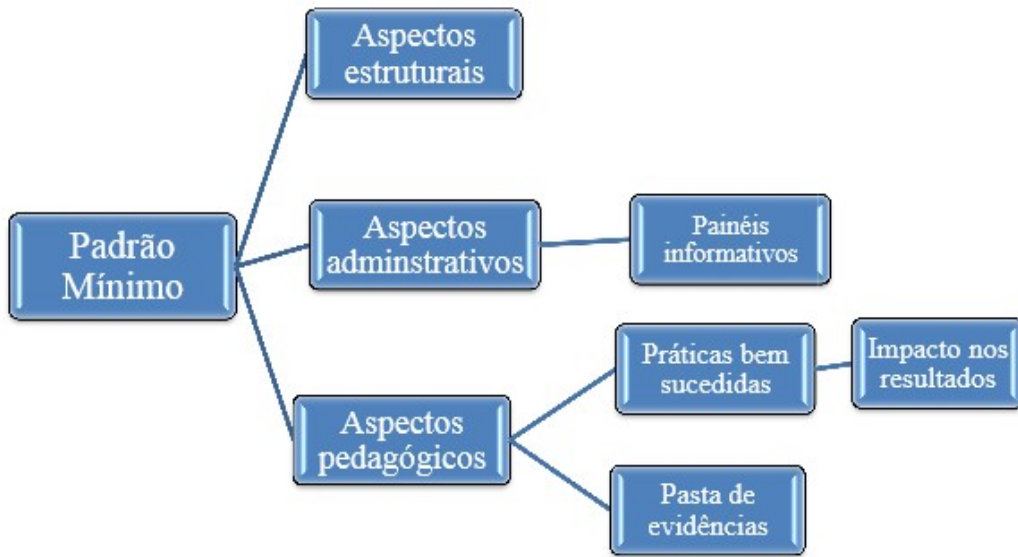 Aspectos
estruturais
Padrão
Mínimo
Aspectos
adminstrativos
Painéis
informativos
Aspectos
pedagógicos
Práticas bem
sucedidas
Impacto nos
resultados
Pasta de
evidências